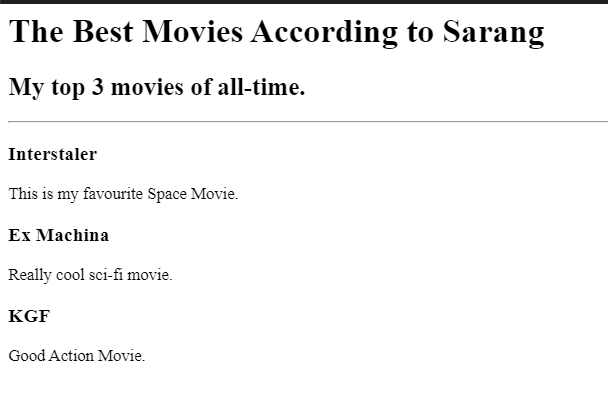 The Best Movies According to Sarang
My top 3 movies of all-time.
Interstaler
This is my favourite Space Movie.
Ex Machina
Really cool sci-fi movie.
KGF
Good Action Movie.